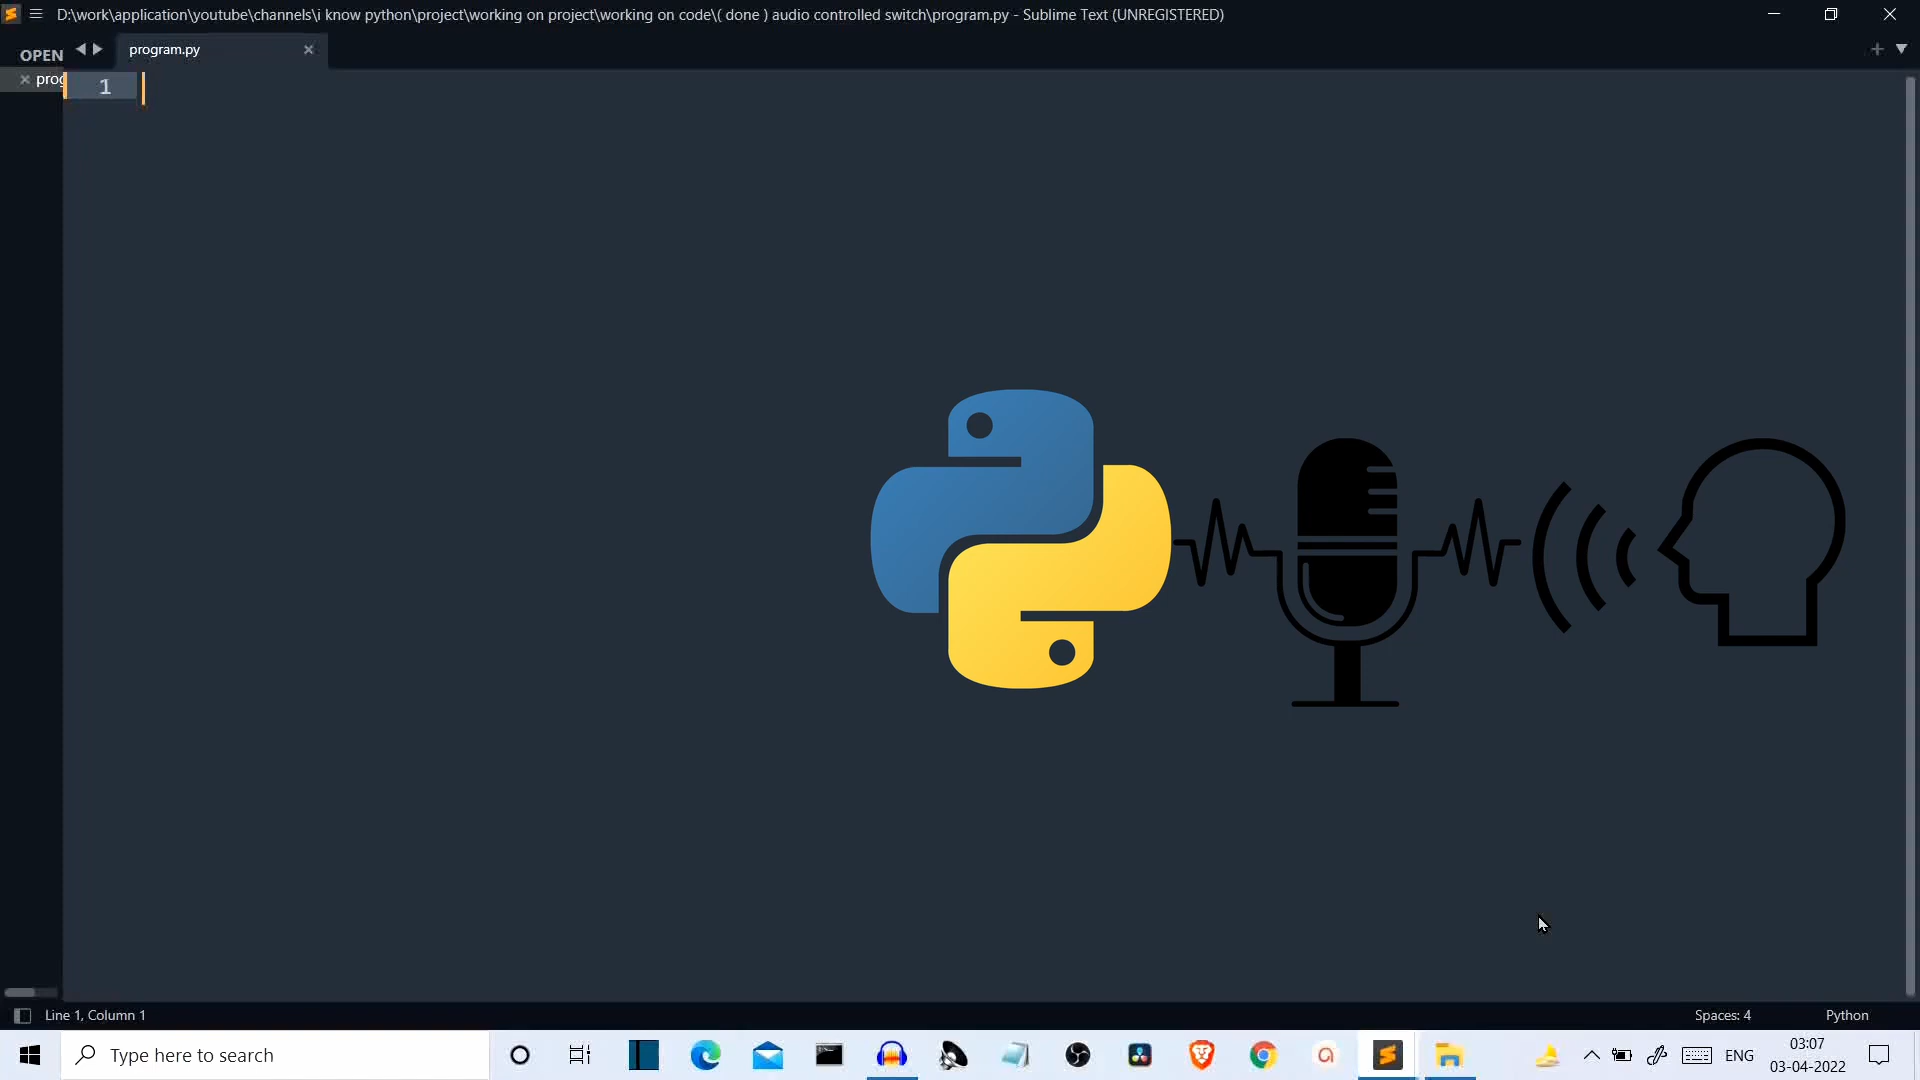 D:\work\application\youtube\channels\i know python\project\working on project\working on code\( done ) audio controlled switch\program.py - Sublime Text (UNREGISTERED)
OPEN
program.py
prog
1
Line 1, Column 1
Spaces: 4
Python
Type here to search
ENG
03:07
03-04-2022